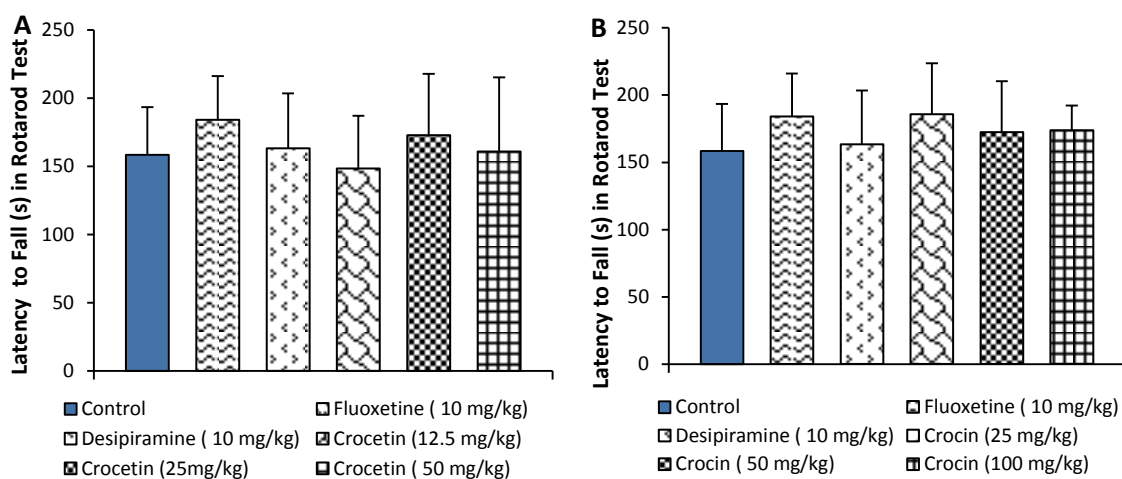 A
Latency to Fall (s) in Rotarod Test
250
200
150
100
50
0
Control
Fluoxetine ( 10 mg/kg)
Desipiramine ( 10 mg/kg)
Crocetin (12.5 mg/kg)
Crocetin (25mg/kg)
Crocetin ( 50 mg/kg)
B
Latency to Fall (s) in Rotarod Test
250
200
150
100
50
0
Control
Fluoxetine ( 10 mg/kg)
Desipiramine ( 10 mg/kg)
Crocin (25 mg/kg)
Crocin ( 50 mg/kg)
Crocin (100 mg/kg)